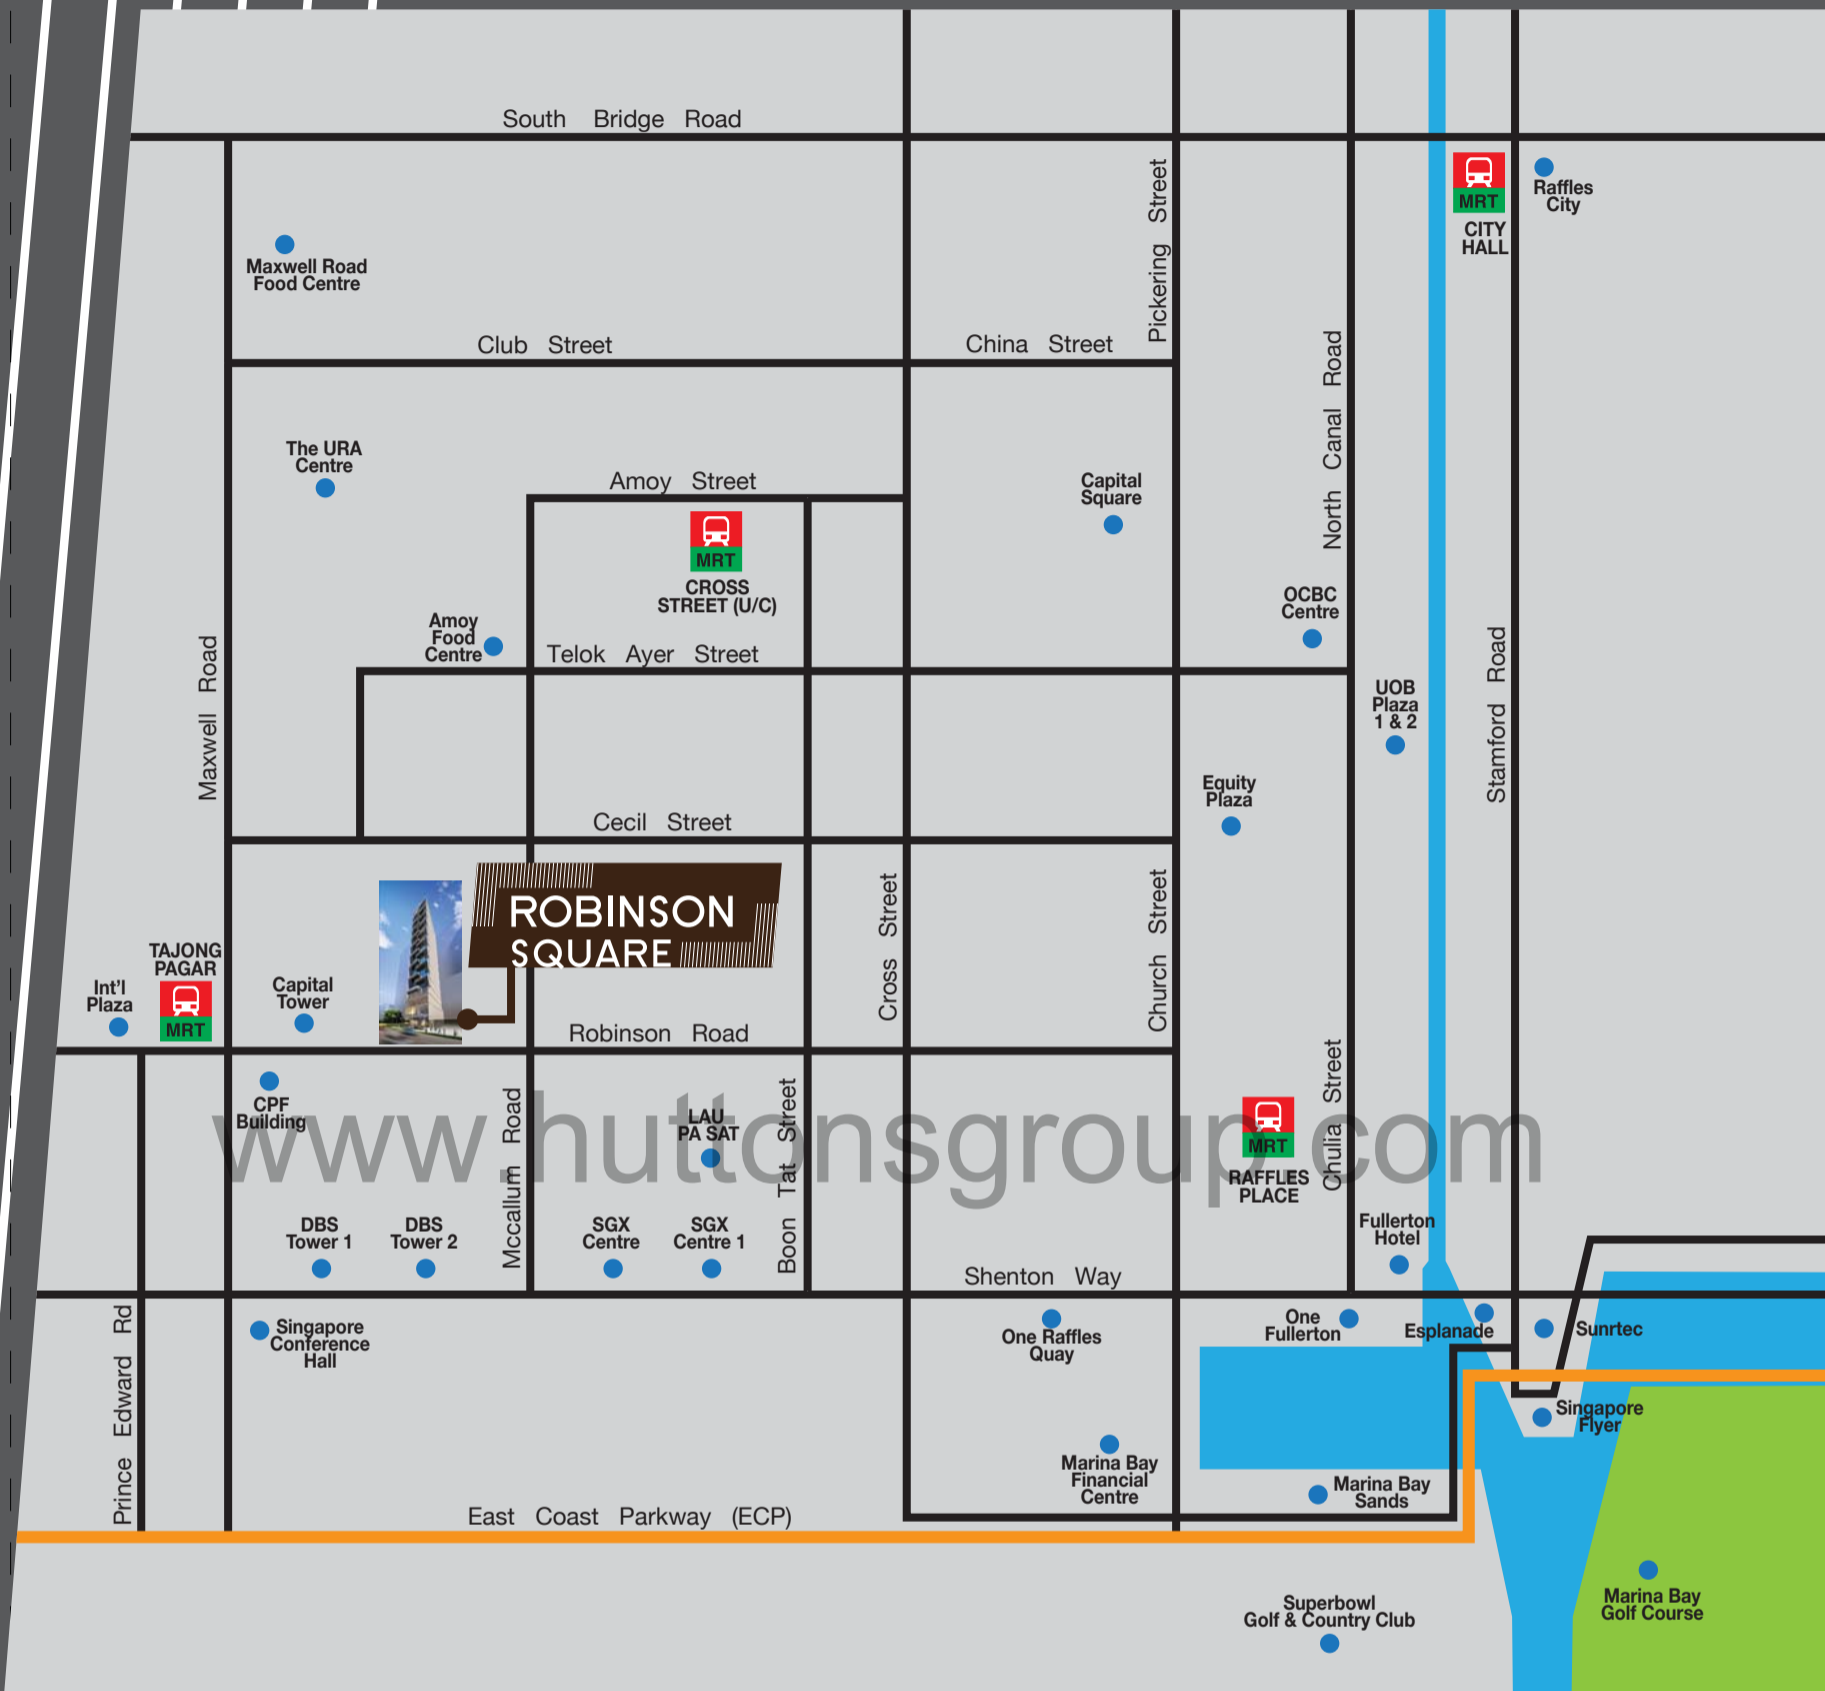 South Bridge Road
Pickering Street
MRT
CITY
HALL
Raffles
City
Maxwell Road
Food Centre
Club Street
China Street
North Canal Road
The URA
Centre
Amoy Street
MRT
CROSS
STREET (U/C)
Capital
Square
OCBC
Centre
Amoy
Food
Centre
Telok Ayer Street
Maxwell Road
UOB
Plaza
1 & 2
Stamford Road
Equity
Plaza
Cecil Street
ROBINSON
SQUARE
Cross Street
Church Street
TAJONG
PAGAR
MRT
Int'l
Plaza
Capital
Tower
Robinson Road
CPF
Building
Mccallum Road
LAU
PA SAT
Boon Tat Street
MRT
RAFFLES
PLACE
Chulia Street
www.huttonsgroup.com
DBS
Tower 1
DBS
Tower 2
SGX
Centre
SGX
Centre 1
Fullerton
Hotel
Shenton Way
Prince Edward Rd
Singapore
Conference
Hall
One Raffles
Quay
One
Fullerton
Esplanade
Sunrtec
Singapore
Flyer
Marina Bay
Financial
Centre
Marina Bay
Sands
East Coast Parkway (ECP)
Superbowl
Golf & Country Club
Marina Bay
Golf Course